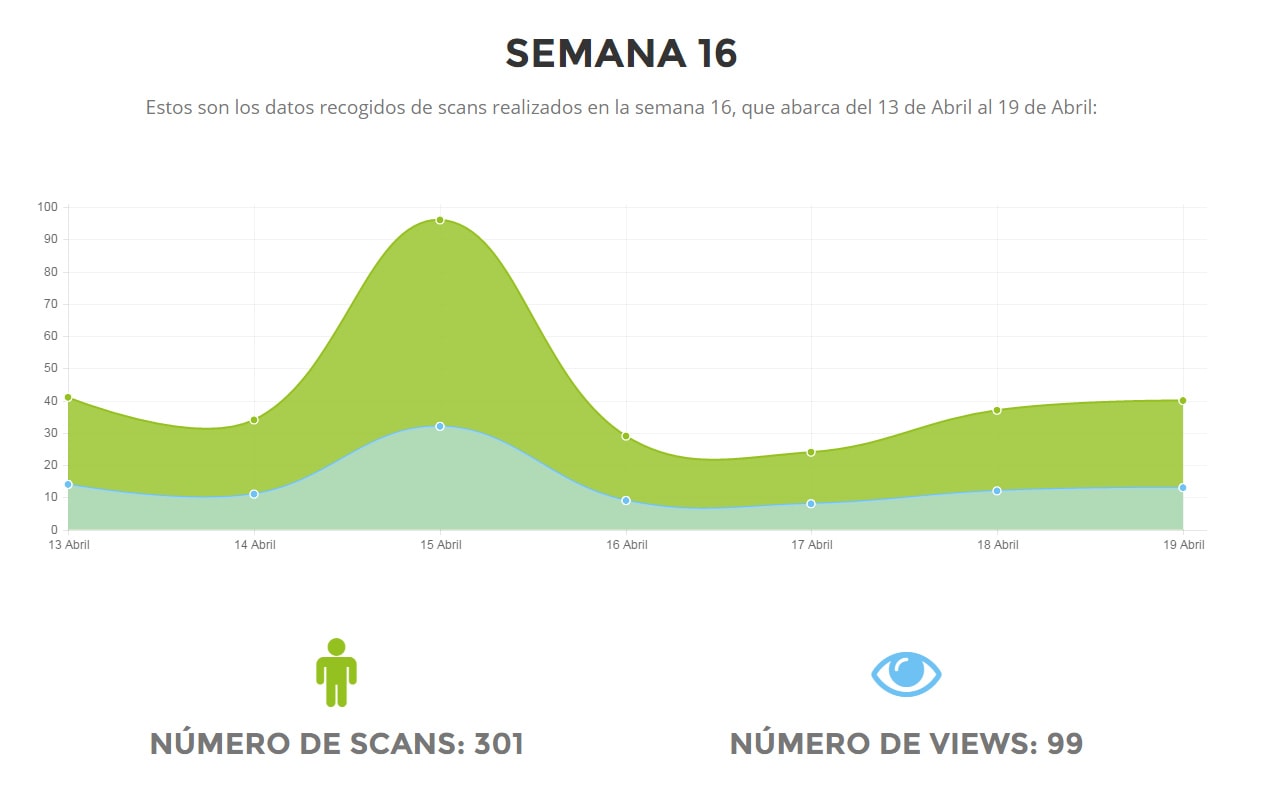 SEMANA 16
Estos son los datos recogidos de scans realizados en la semana 16, que abarca del 13 de Abril al 19 de Abril:
100
90
80
70
60
50
40
30
20
10
0
13 Abril 14 Abril 15 Abril 16 Abril 17 Abril 18 Abril 19 Abril
NÚMERO DE SCANS: 301
NÚMERO DE VIEWS: 99